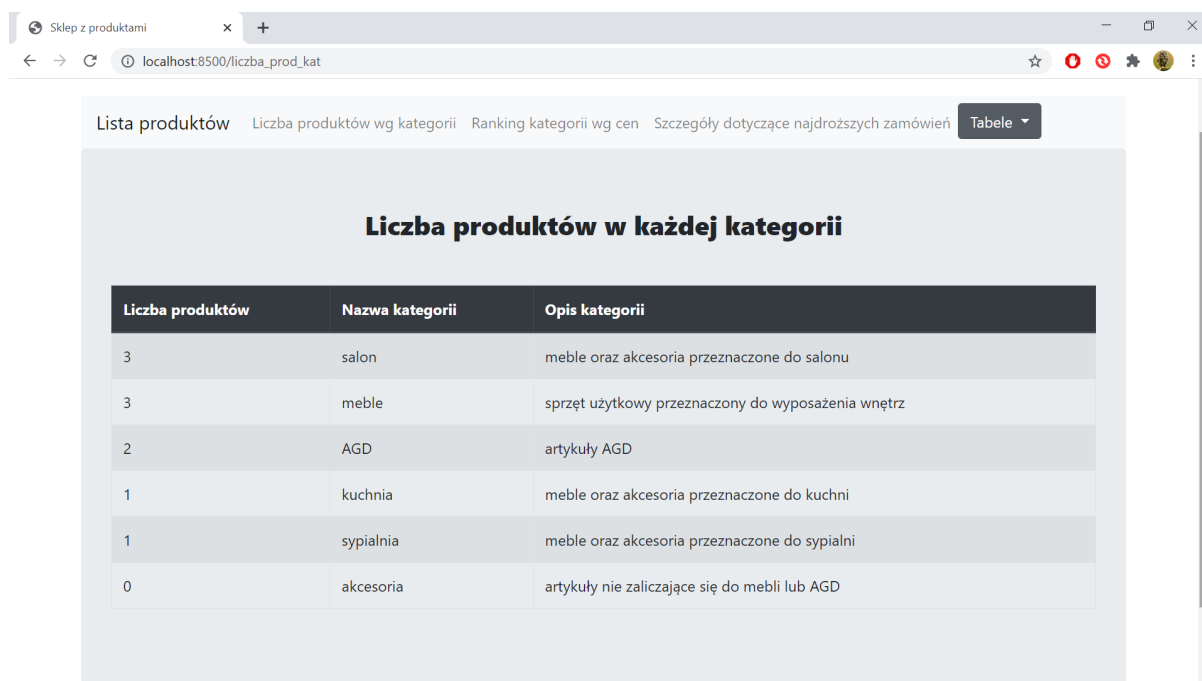 Sklep z produktami
localhost:8500/liczba_prod_kat
Lista produktów Liczba produktów wg kategorii Ranking kategorii wg cen Szczegóły dotyczące najdroższych zamówień Tabele
Liczba produktów w każdej kategorii
Liczba produktów Nazwa kategorii Opis kategorii
3 salon meble oraz akcesoria przeznaczone do salonu
3 meble sprzęt użytkowy przeznaczony do wyposażenia wnętrz
2 AGD artykuły AGD
1 kuchnia meble oraz akcesoria przeznaczone do kuchni
1 sypialnia meble oraz akcesoria przeznaczone do sypialni
0 akcesoria artykuły nie zaliczające się do mebli lub AGD